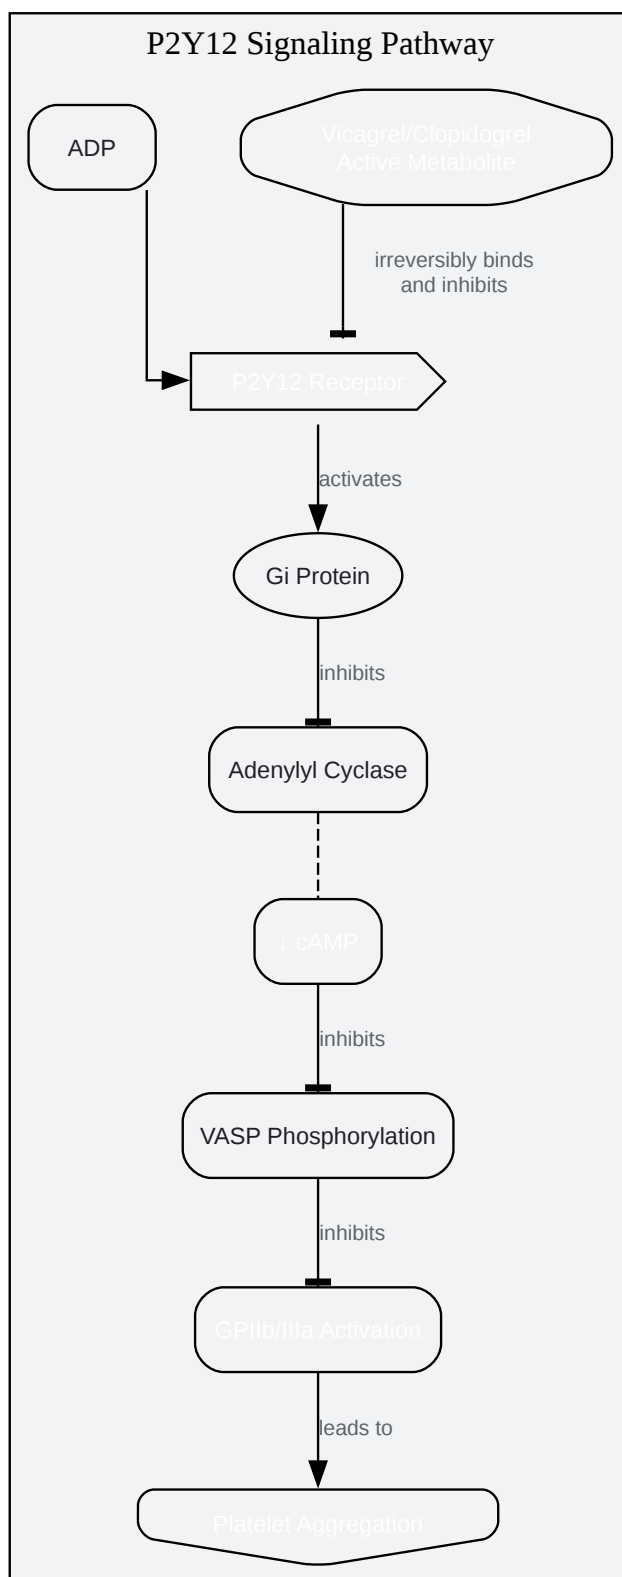 P2Y12 Signaling Pathway
ADP
Vicagrel/Clopidogrel
Active Metabolite
irreversibly binds
and inhibits
P2Y12 Receptor
activates
Gi Protein
inhibits
Adenylyl Cyclase
↓ cAMP
inhibits
VASP Phosphorylation
inhibits
GPIIb/IIIa Activation
leads to
Platelet Aggregation